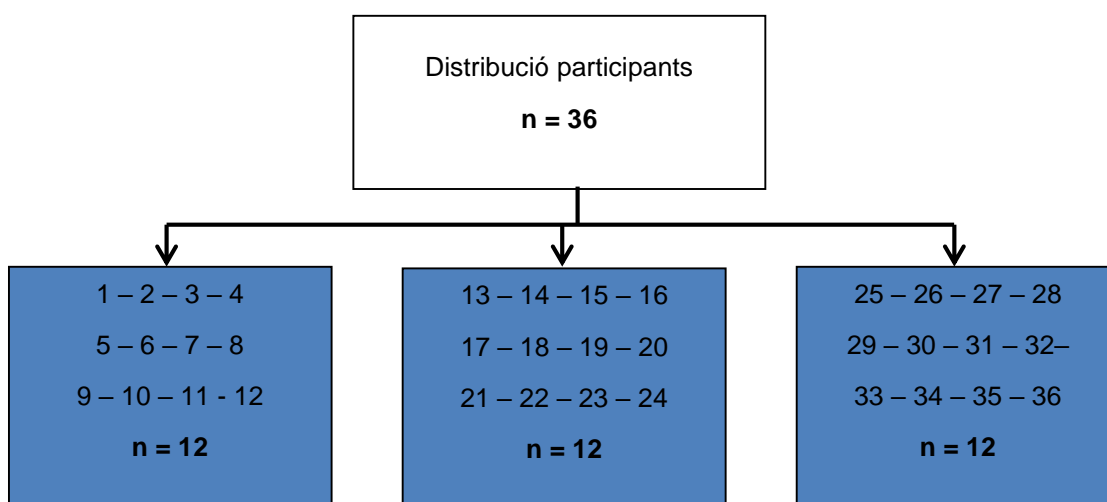 Distribució participants
n = 36
1 – 2 – 3 – 4
5 – 6 – 7 – 8
9 – 10 – 11 - 12
n = 12
13 – 14 – 15 – 16
17 – 18 – 19 – 20
21 – 22 – 23 – 24
n = 12
25 – 26 – 27 – 28
29 – 30 – 31 – 32–
33 – 34 – 35 – 36
n = 12